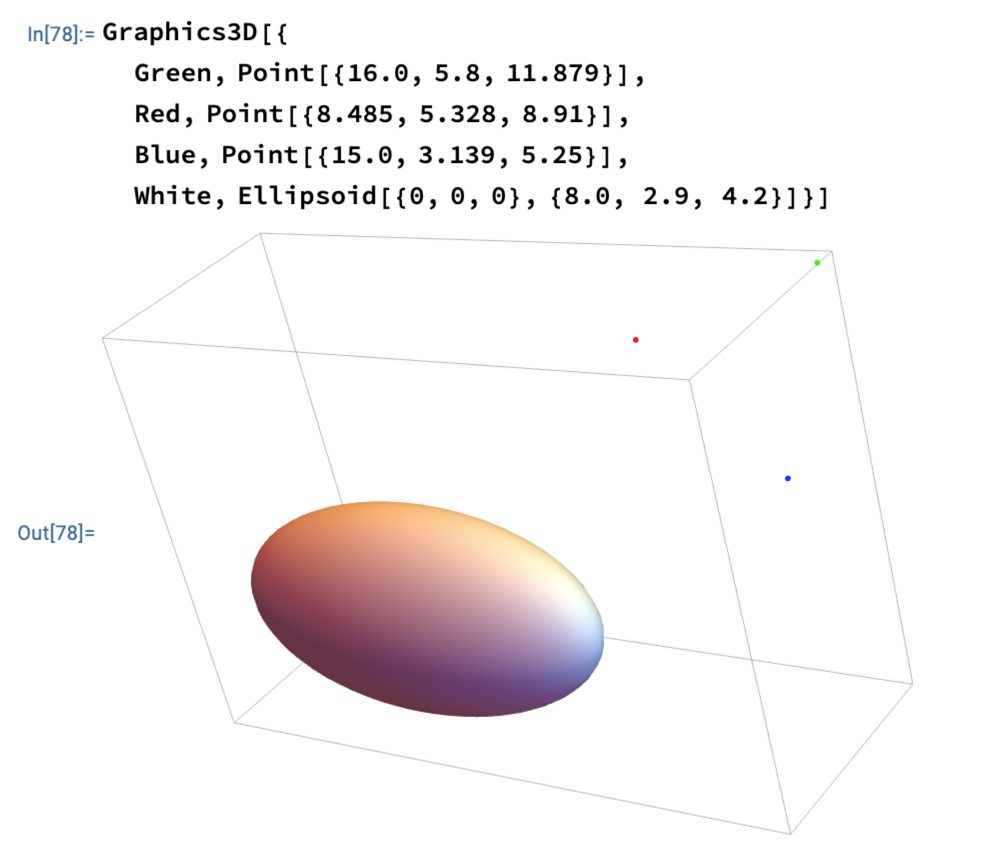 In[78]:= Graphics3D[{
Green, Point[{16.0, 5.8, 11.879}],
Red, Point[{8.485, 5.328, 8.91}],
Blue, Point[{15.0, 3.139, 5.25}],
White, Ellipsoid[{0, 0, 0}, {8.0, 2.9, 4.2}]}]
Out[78]=